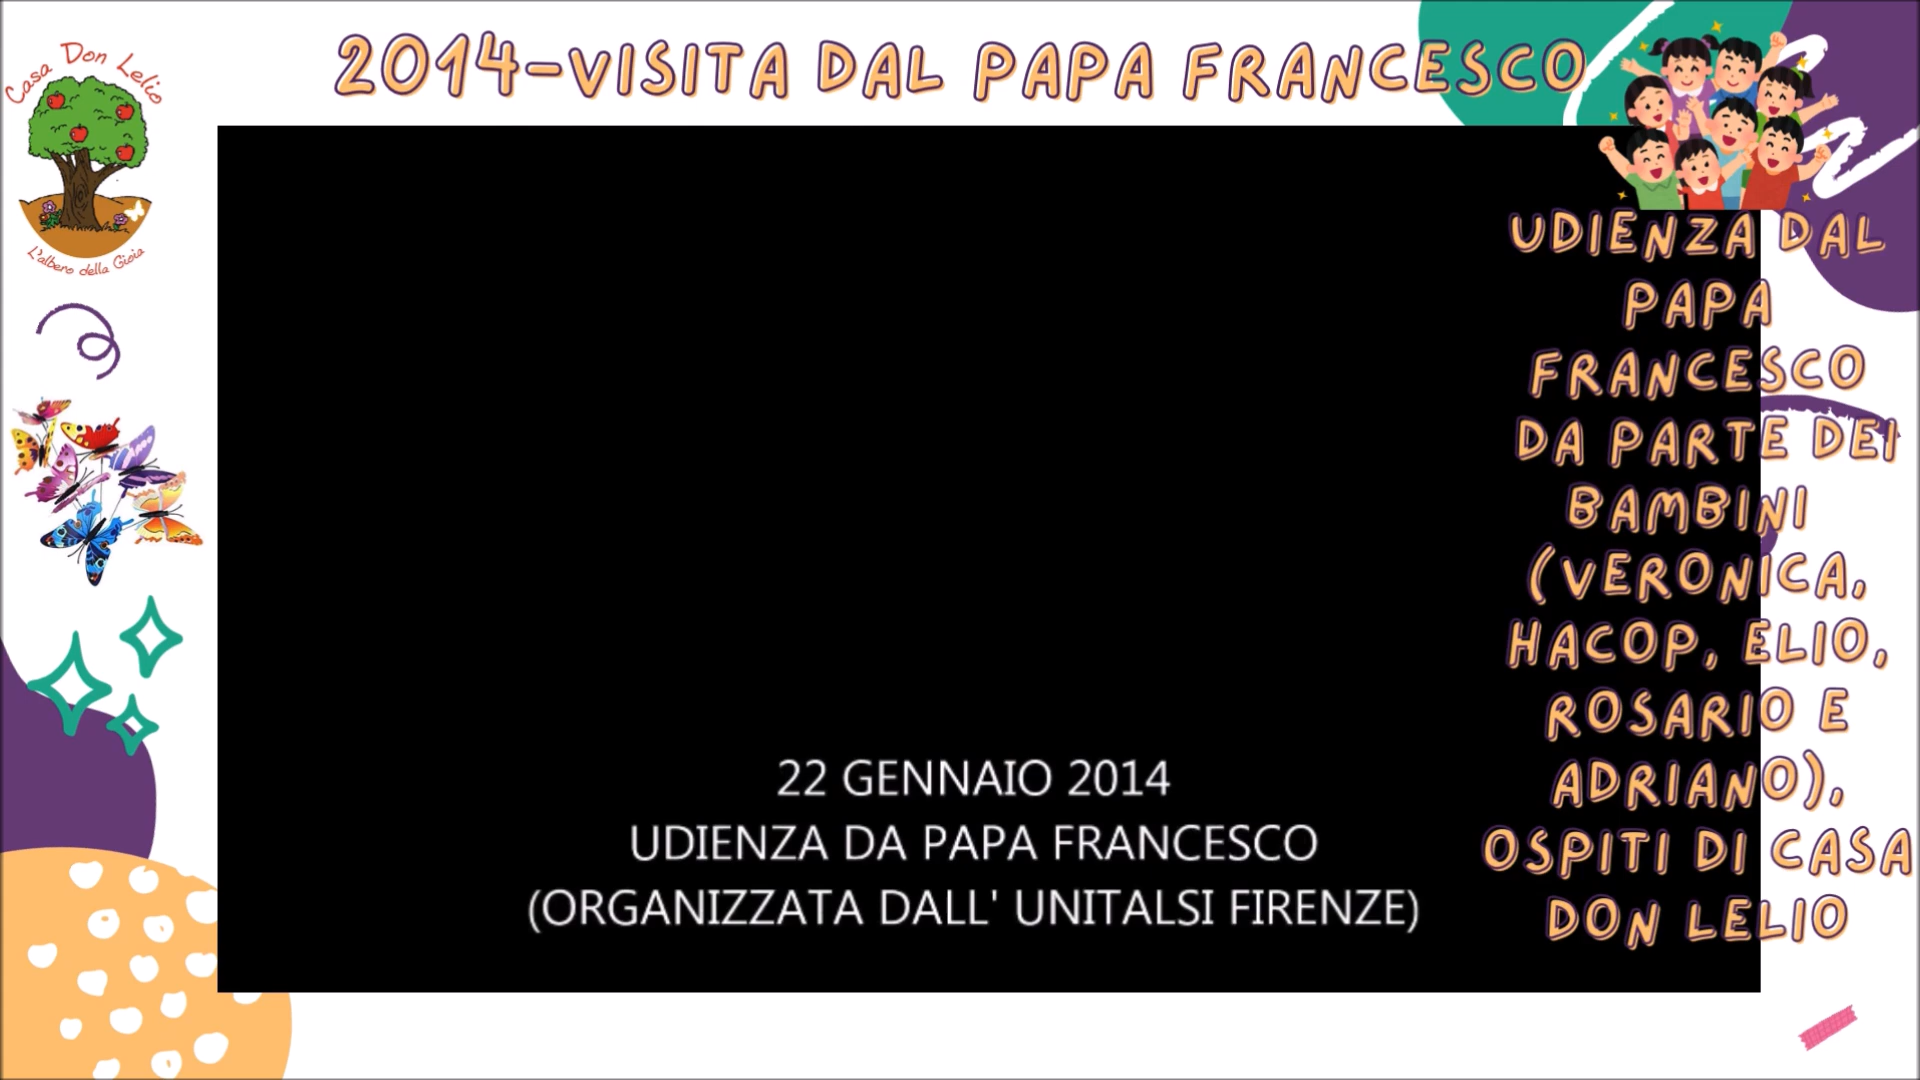 Casa Don Lelio
L'albero della Gioia
2014-VISITA DAL PAPA FRANCESCO
UDIENZA DAL
PAPA
FRANCESCO
DA PARTE DEI
BAMBINI
(VERONICA,
HACOP, ELIO,
ROSARIO E
ADRIANO),
OSPITI DI CASA
DON LELIO
22 GENNAIO 2014
UDIENZA DA PAPA FRANCESCO
(ORGANIZZATA DALL' UNITALSI FIRENZE)